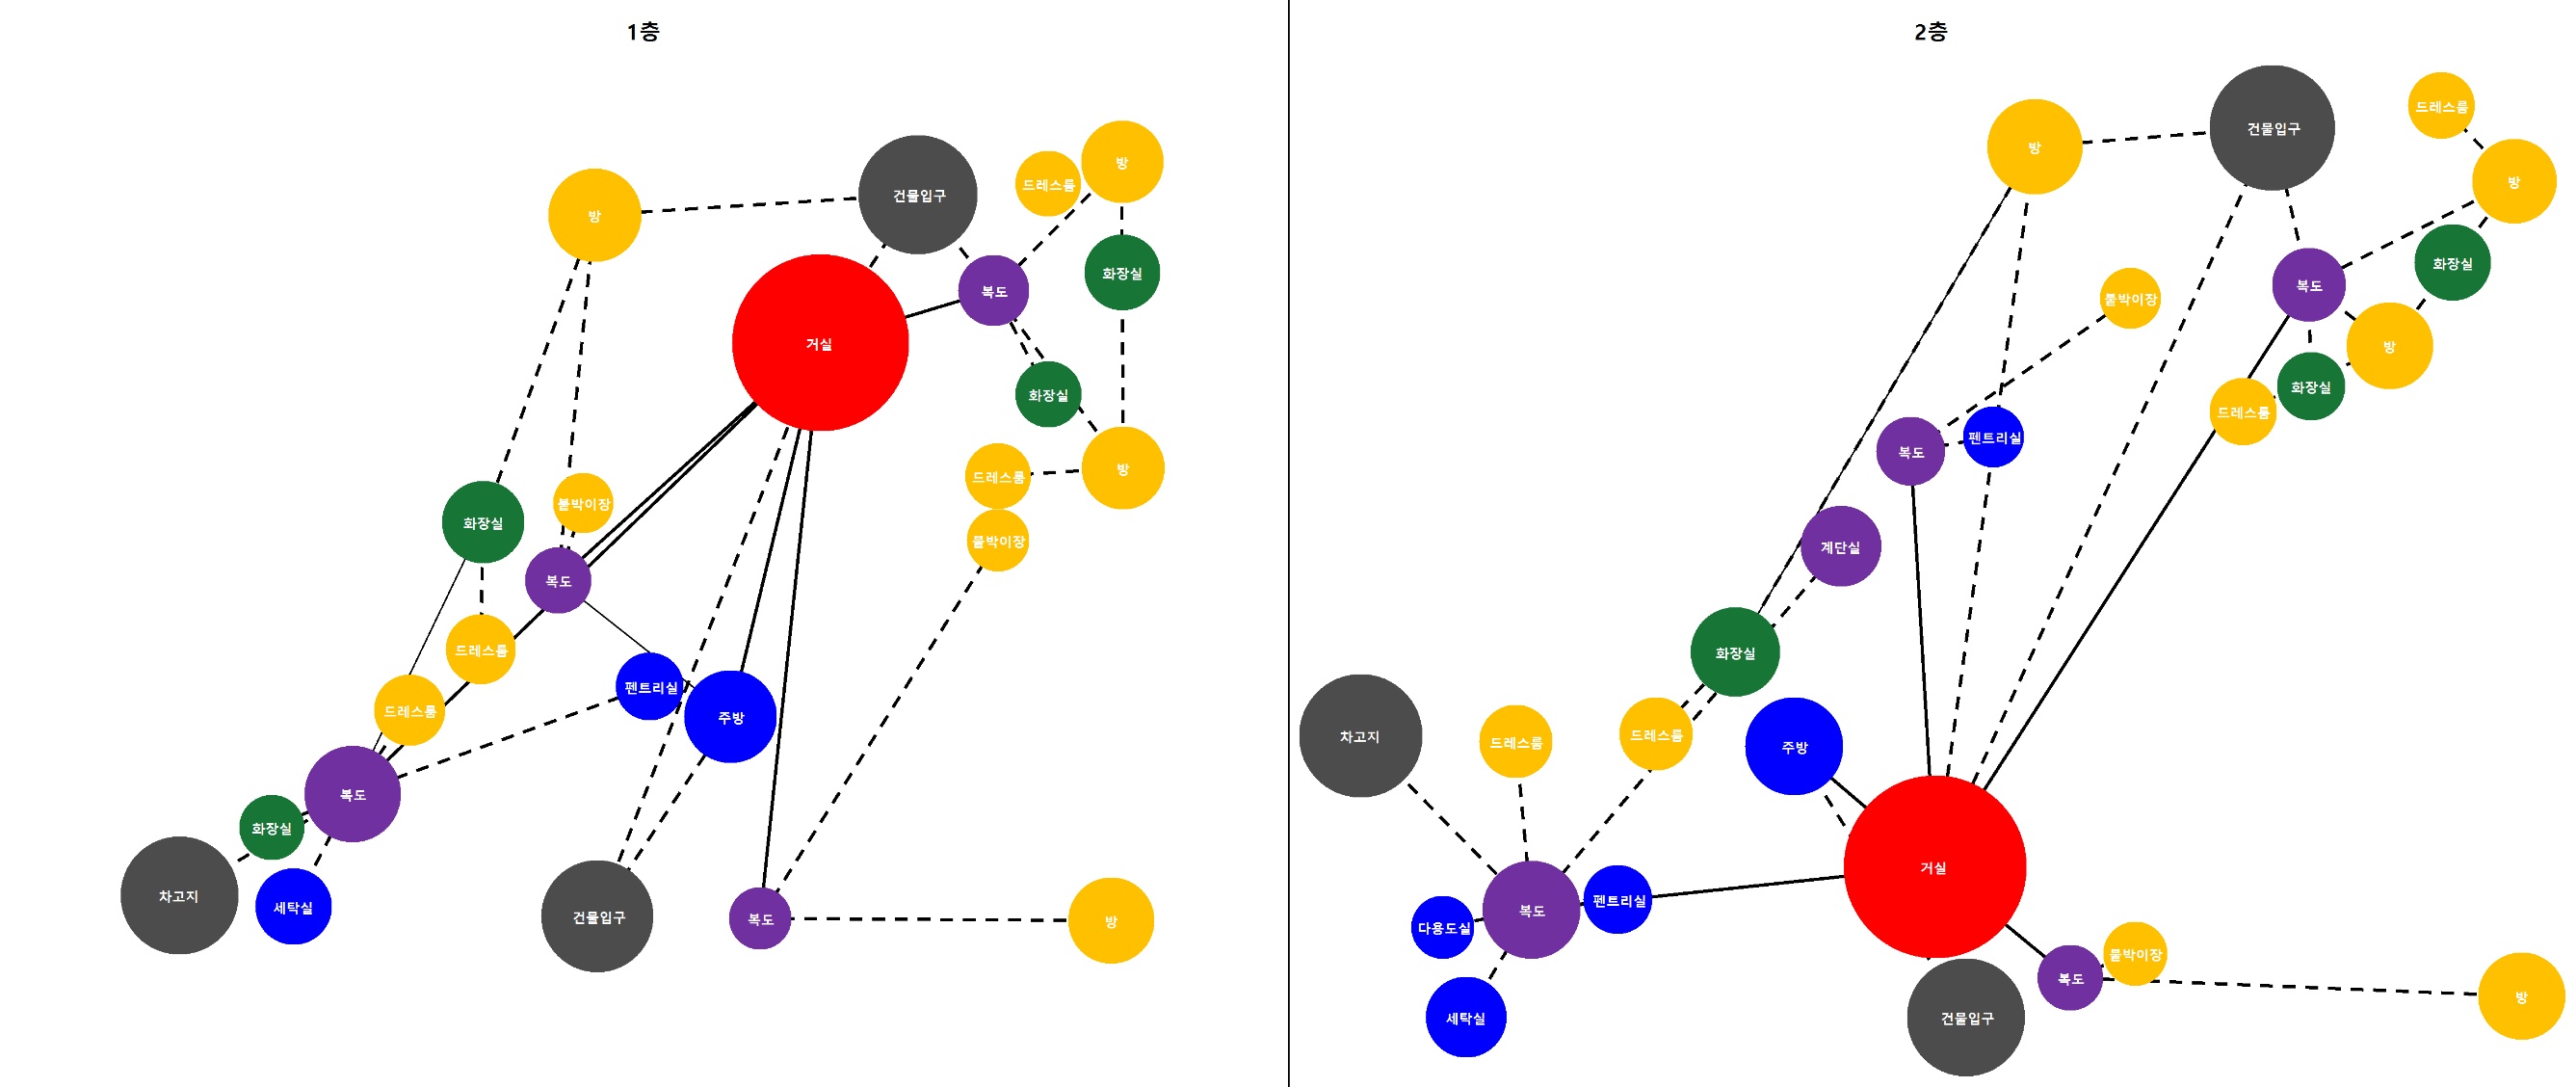 1층
방
건물입구
드레스룸
방
화장실
복도
거실
화장실
방
드레스룸
붙박이장
화장실
붙박이장
복도
드레스룸
펜트리실
주방
드레스룸
복도
화장실
차고지
세탁실
건물입구
복도
방
2층
방
건물입구
드레스룸
방
화장실
복도
붙박이장
방
화장실
드레스룸
복도
펜트리실
계단실
화장실
차고지
드레스룸
드레스룸
주방
거실
복도
펜트리실
다용도실
세탁실
붙박이장
복도
건물입구
방